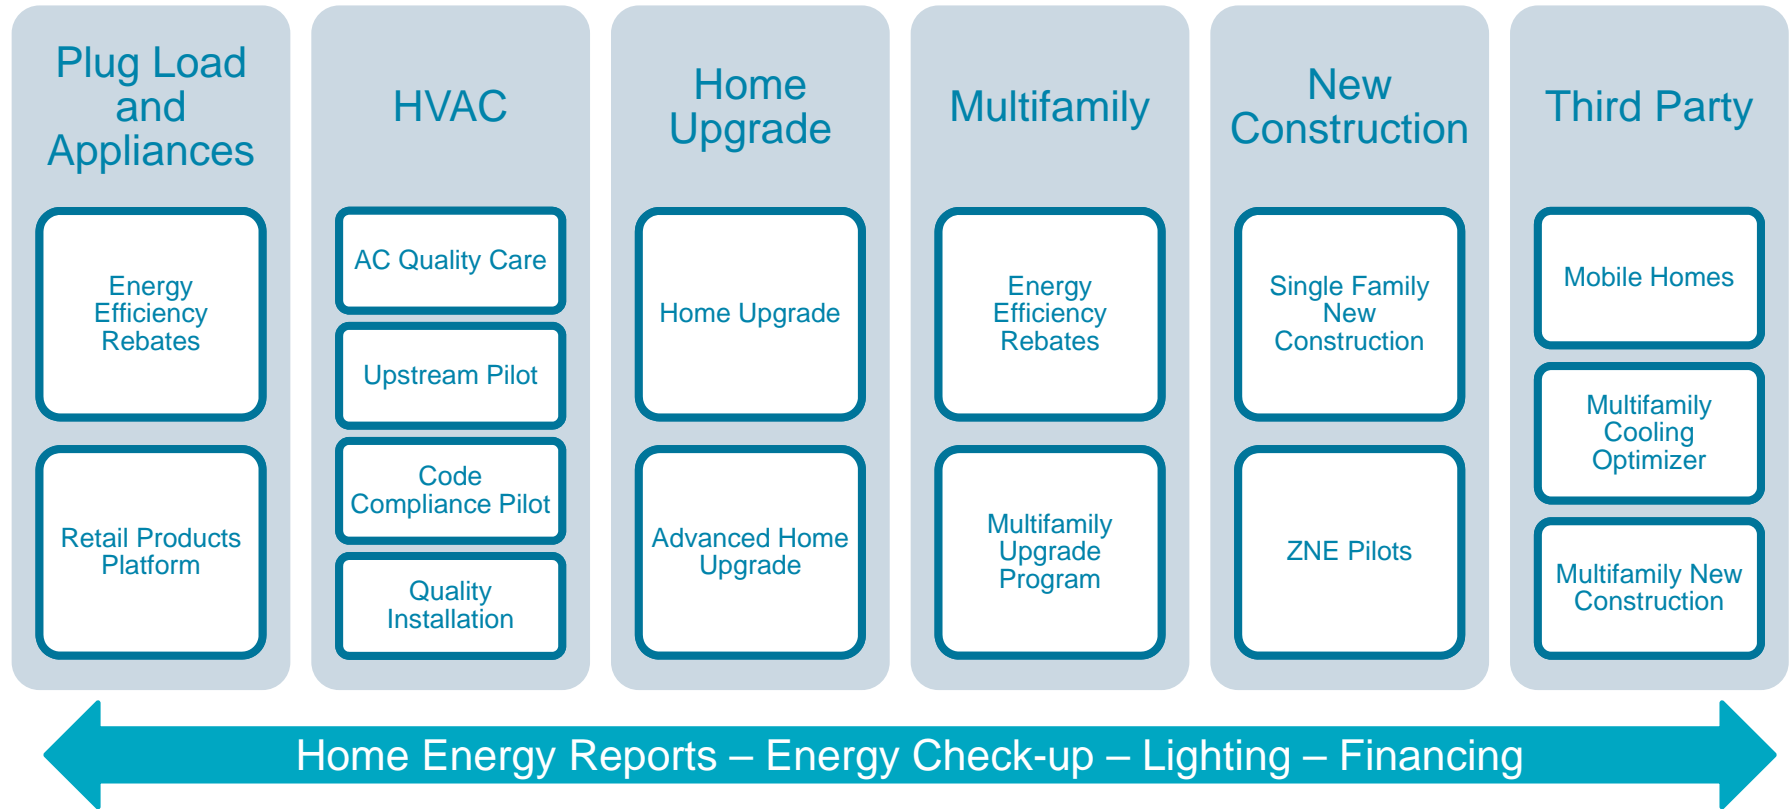 Plug Load
and
Appliances
Energy
Efficiency
Rebates
Retail Products
Platform
HVAC
AC Quality Care
Upstream Pilot
Code
Compliance Pilot
Quality
Installation
Home
Upgrade
Home Upgrade
Advanced Home
Upgrade
Multifamily
Energy
Efficiency
Rebates
Multifamily
Upgrade
Program
New
Construction
Single Family
New
Construction
ZNE Pilots
Third Party
Mobile Homes
Multifamily
Cooling
Optimizer
Multifamily New
Construction
Home Energy Reports – Energy Check-up – Lighting – Financing